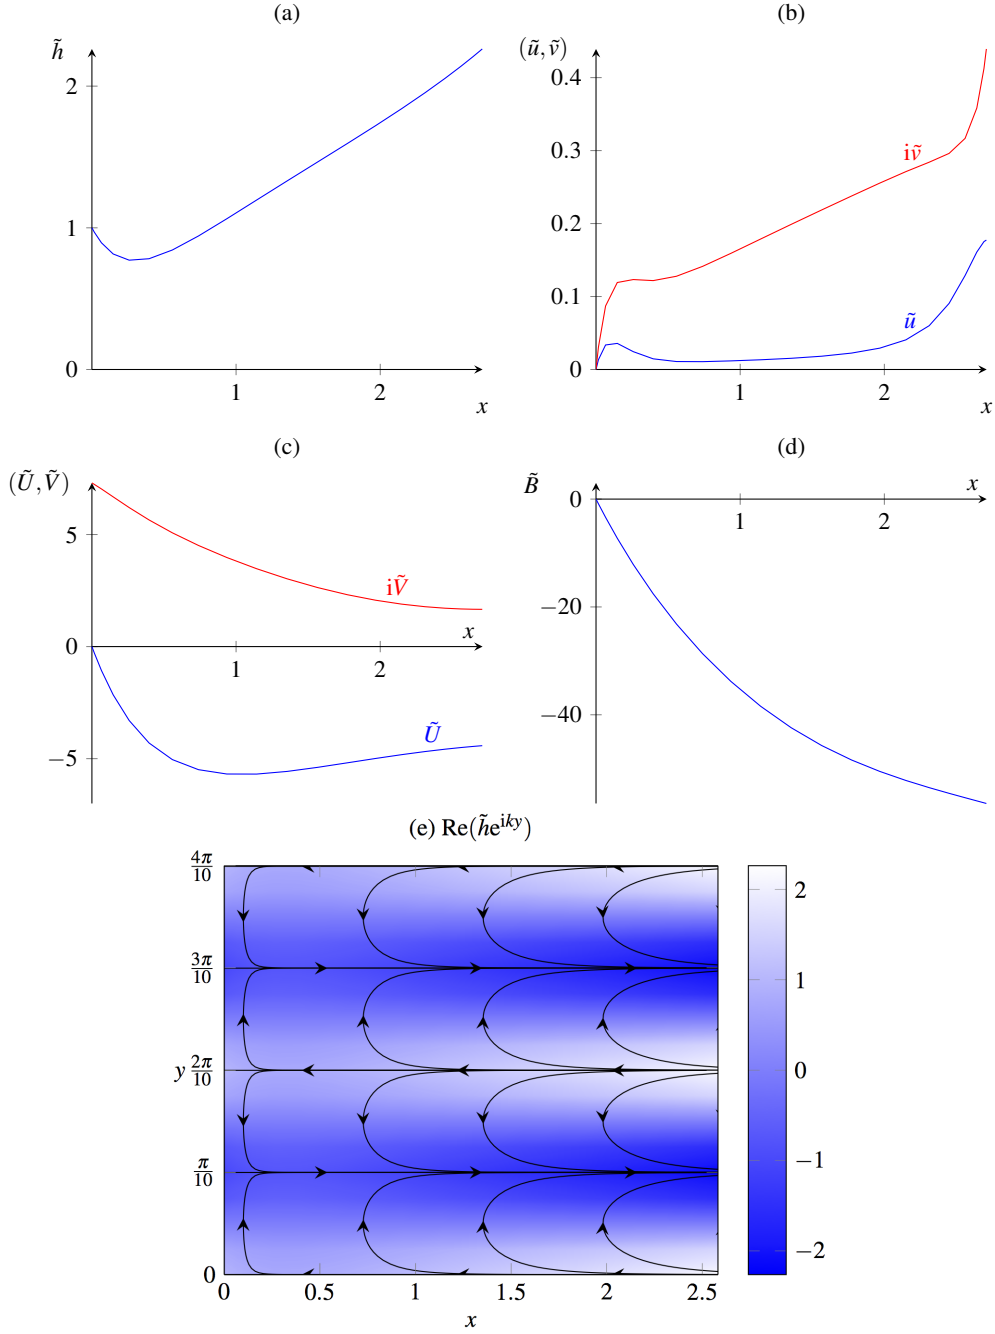 (a)
h̃
2
1
0
1
2
x
(b)
(ũ,ṽ)
0.4
0.3
0.2
0.1
0
iṽ
ũ
1
2
x
(c)
(Ũ,Ṽ)
5
0
−5
iṼ
x
1
2
Ũ
(d)
B̃
0
x
1
2
−20
−40
(e) Re(h̃e^{iky})
4π/10
3π/10
y 2π/10
π/10
0
0
0.5
1
1.5
2
2.5
x
2
1
0
−1
−2